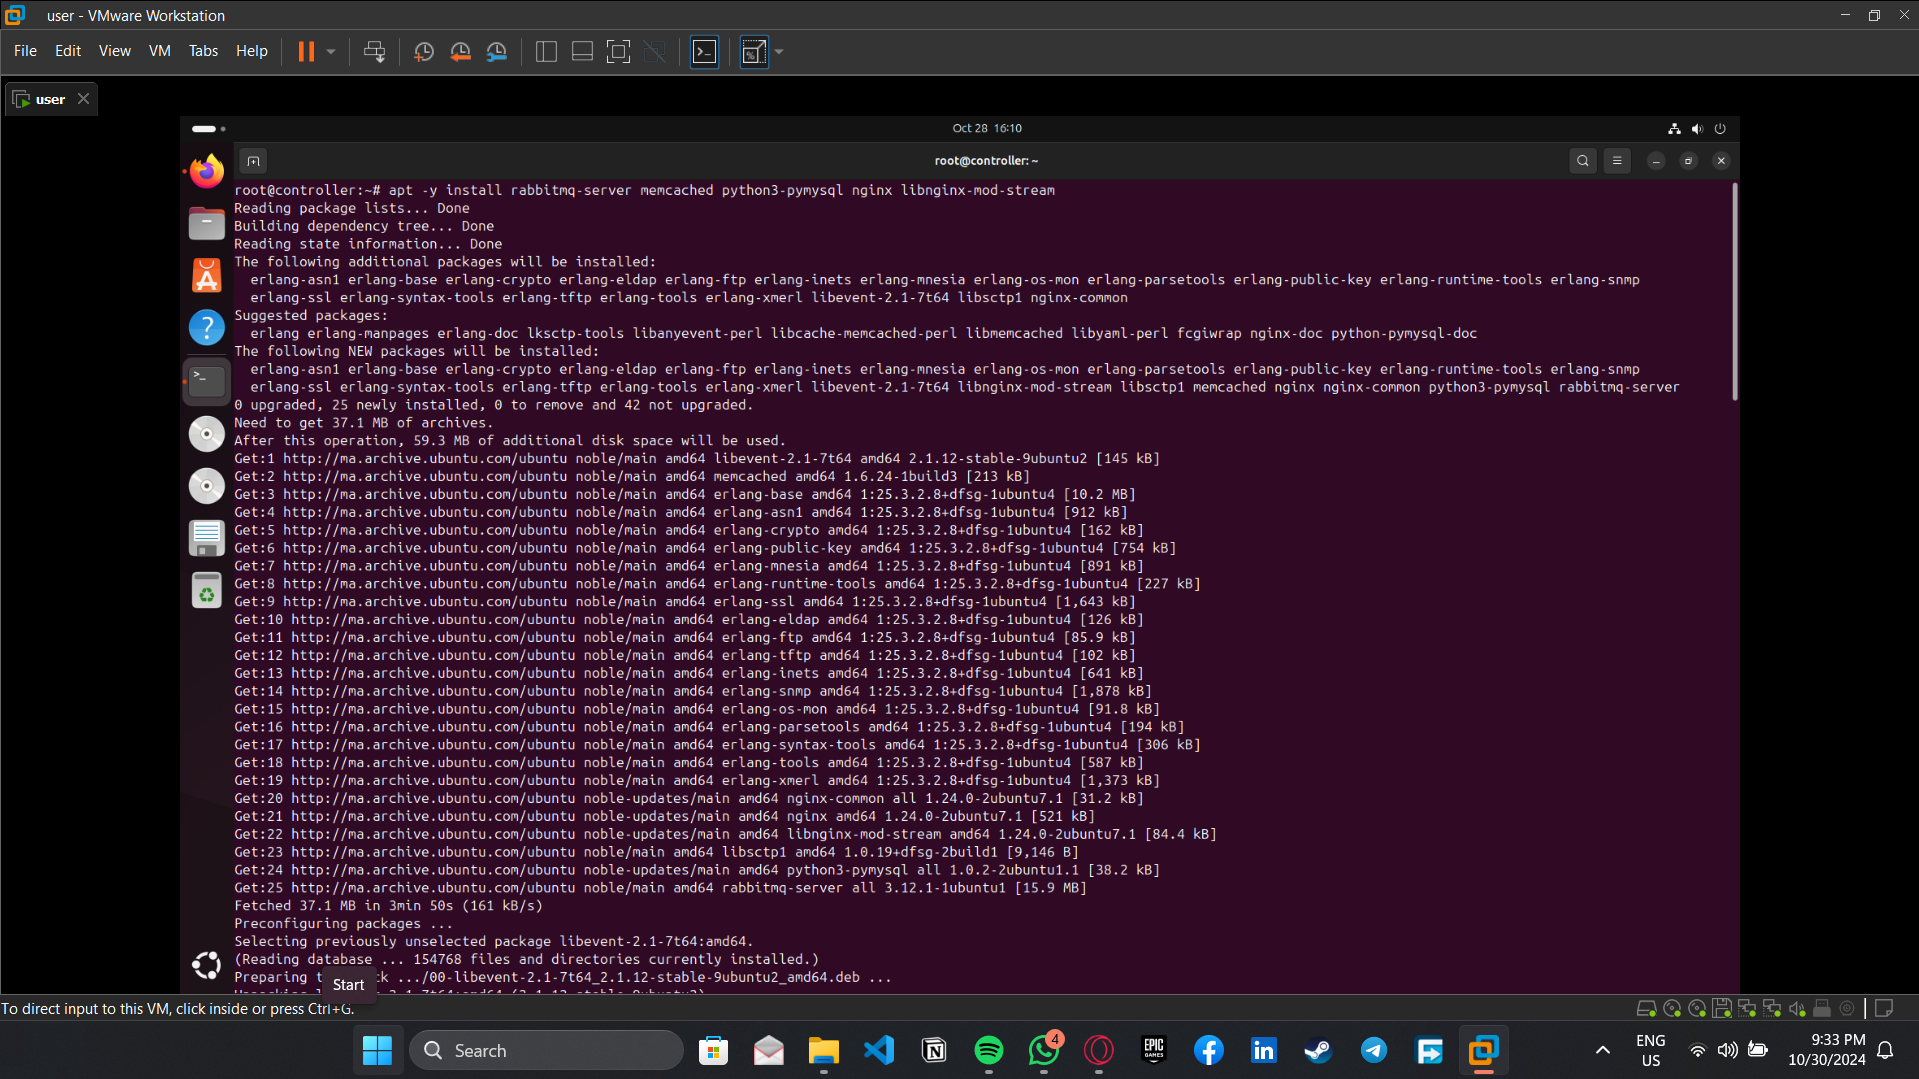 user - VMware Workstation
File Edit View VM Tabs Help
user
Oct 28 16:10
root@controller: ~
root@controller:~# apt -y install rabbitmq-server memcached python3-pymysql nginx libnginx-mod-stream
Reading package lists... Done
Building dependency tree... Done
Reading state information... Done
The following additional packages will be installed:
erlang-asn1 erlang-base erlang-crypto erlang-eldap erlang-ftp erlang-inets erlang-mnesia erlang-os-mon erlang-parsetools erlang-public-key erlang-runtime-tools erlang-snmp
erlang-ssl erlang-syntax-tools erlang-tftp erlang-tools erlang-xmerl libevent-2.1-7t64 libsctp1 nginx-common
Suggested packages:
erlang erlang-manpages erlang-doc lksctp-tools libanyevent-perl libcache-memcached-perl libmemcached libyaml-perl fcgiwrap nginx-doc python-pymysql-doc
The following NEW packages will be installed:
erlang-asn1 erlang-base erlang-crypto erlang-eldap erlang-ftp erlang-inets erlang-mnesia erlang-os-mon erlang-parsetools erlang-public-key erlang-runtime-tools erlang-snmp
erlang-ssl erlang-syntax-tools erlang-tftp erlang-tools erlang-xmerl libevent-2.1-7t64 libnginx-mod-stream libsctp1 memcached nginx nginx-common python3-pymysql rabbitmq-server
0 upgraded, 25 newly installed, 0 to remove and 42 not upgraded.
Need to get 37.1 MB of archives.
After this operation, 59.3 MB of additional disk space will be used.
Get:1 http://ma.archive.ubuntu.com/ubuntu noble/main amd64 libevent-2.1-7t64 amd64 2.1.12-stable-9ubuntu2 [145 kB]
Get:2 http://ma.archive.ubuntu.com/ubuntu noble/main amd64 memcached amd64 1.6.24-1build3 [213 kB]
Get:3 http://ma.archive.ubuntu.com/ubuntu noble/main amd64 erlang-base amd64 1:25.3.2.8+dfsg-1ubuntu4 [10.2 MB]
Get:4 http://ma.archive.ubuntu.com/ubuntu noble/main amd64 erlang-asn1 amd64 1:25.3.2.8+dfsg-1ubuntu4 [912 kB]
Get:5 http://ma.archive.ubuntu.com/ubuntu noble/main amd64 erlang-crypto amd64 1:25.3.2.8+dfsg-1ubuntu4 [162 kB]
Get:6 http://ma.archive.ubuntu.com/ubuntu noble/main amd64 erlang-public-key amd64 1:25.3.2.8+dfsg-1ubuntu4 [754 kB]
Get:7 http://ma.archive.ubuntu.com/ubuntu noble/main amd64 erlang-mnesia amd64 1:25.3.2.8+dfsg-1ubuntu4 [891 kB]
Get:8 http://ma.archive.ubuntu.com/ubuntu noble/main amd64 erlang-runtime-tools amd64 1:25.3.2.8+dfsg-1ubuntu4 [227 kB]
Get:9 http://ma.archive.ubuntu.com/ubuntu noble/main amd64 erlang-ssl amd64 1:25.3.2.8+dfsg-1ubuntu4 [1,643 kB]
Get:10 http://ma.archive.ubuntu.com/ubuntu noble/main amd64 erlang-eldap amd64 1:25.3.2.8+dfsg-1ubuntu4 [126 kB]
Get:11 http://ma.archive.ubuntu.com/ubuntu noble/main amd64 erlang-ftp amd64 1:25.3.2.8+dfsg-1ubuntu4 [85.9 kB]
Get:12 http://ma.archive.ubuntu.com/ubuntu noble/main amd64 erlang-tftp amd64 1:25.3.2.8+dfsg-1ubuntu4 [102 kB]
Get:13 http://ma.archive.ubuntu.com/ubuntu noble/main amd64 erlang-inets amd64 1:25.3.2.8+dfsg-1ubuntu4 [641 kB]
Get:14 http://ma.archive.ubuntu.com/ubuntu noble/main amd64 erlang-snmp amd64 1:25.3.2.8+dfsg-1ubuntu4 [1,878 kB]
Get:15 http://ma.archive.ubuntu.com/ubuntu noble/main amd64 erlang-os-mon amd64 1:25.3.2.8+dfsg-1ubuntu4 [91.8 kB]
Get:16 http://ma.archive.ubuntu.com/ubuntu noble/main amd64 erlang-parsetools amd64 1:25.3.2.8+dfsg-1ubuntu4 [194 kB]
Get:17 http://ma.archive.ubuntu.com/ubuntu noble/main amd64 erlang-syntax-tools amd64 1:25.3.2.8+dfsg-1ubuntu4 [306 kB]
Get:18 http://ma.archive.ubuntu.com/ubuntu noble/main amd64 erlang-tools amd64 1:25.3.2.8+dfsg-1ubuntu4 [587 kB]
Get:19 http://ma.archive.ubuntu.com/ubuntu noble/main amd64 erlang-xmerl amd64 1:25.3.2.8+dfsg-1ubuntu4 [1,373 kB]
Get:20 http://ma.archive.ubuntu.com/ubuntu noble-updates/main amd64 nginx-common all 1.24.0-2ubuntu7.1 [31.2 kB]
Get:21 http://ma.archive.ubuntu.com/ubuntu noble-updates/main amd64 nginx amd64 1.24.0-2ubuntu7.1 [521 kB]
Get:22 http://ma.archive.ubuntu.com/ubuntu noble-updates/main amd64 libnginx-mod-stream amd64 1.24.0-2ubuntu7.1 [84.4 kB]
Get:23 http://ma.archive.ubuntu.com/ubuntu noble/main amd64 libsctp1 amd64 1.0.19+dfsg-2build1 [9,146 B]
Get:24 http://ma.archive.ubuntu.com/ubuntu noble-updates/main amd64 python3-pymysql all 1.0.2-2ubuntu1.1 [38.2 kB]
Get:25 http://ma.archive.ubuntu.com/ubuntu noble/main amd64 rabbitmq-server all 3.12.1-1ubuntu1 [15.9 MB]
Fetched 37.1 MB in 3min 50s (161 kB/s)
Preconfiguring packages ...
Selecting previously unselected package libevent-2.1-7t64:amd64.
(Reading database ... 154768 files and directories currently installed.)
Preparing .../00-libevent-2.1-7t64_2.1.12-stable-9ubuntu2_amd64.deb ...
Start
To direct input to this VM, click inside or press Ctrl+G.
Search
4
EPIC GAMES
ENG
US
9:33 PM
10/30/2024